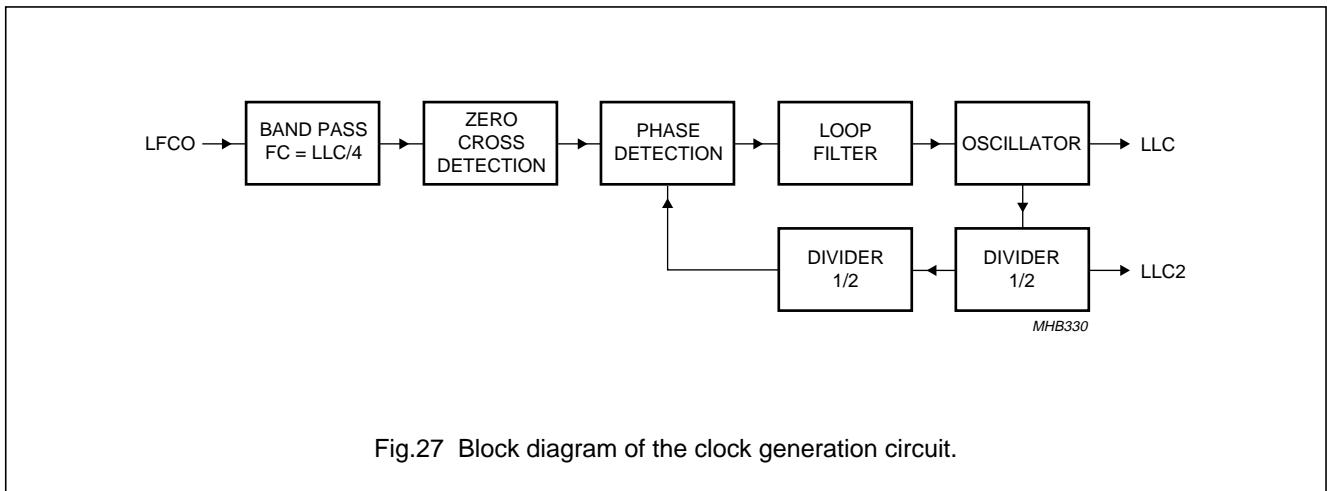 LFCO
BAND PASS
FC = LLC/4
ZERO
CROSS
DETECTION
PHASE
DETECTION
LOOP
FILTER
OSCILLATOR
LLC
DIVIDER
1/2
DIVIDER
1/2
LLC2
MHB330
Fig.27 Block diagram of the clock generation circuit.